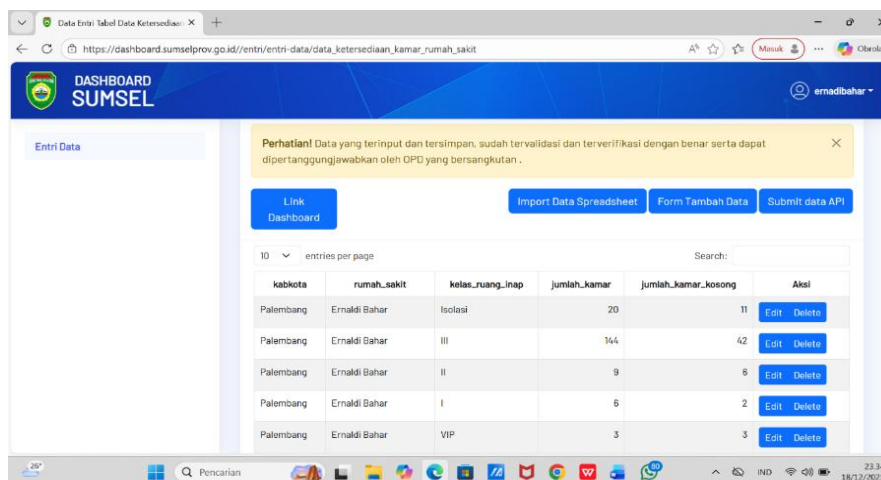 Data Entri Tabel Data Ketersediaan
https://dashboard.sumselprov.go.id//entri/entri-data/data_ketersediaan_kamar_rumah_sakit
Masuk
DASHBOARD
SUMSEL
ernadibahar
Entri Data
Perhatian! Data yang terinput dan tersimpan, sudah tervalidasi dan terverifikasi dengan benar serta dapat
dipertanggungjawabkan oleh OPD yang bersangkutan .
Link
Dashboard
Import Data Spreadsheet Form Tambah Data Submit data API
10 entries per page Search:
kabkota rumah_sakit kelas_ruang_inap jumlah_kamar jumlah_kamar_kosong Aksi
Palembang Ernaldi Bahar Isolasi 20 11 Edit Delete
Palembang Ernaldi Bahar III 144 42 Edit Delete
Palembang Ernaldi Bahar II 9 6 Edit Delete
Palembang Ernaldi Bahar I 6 2 Edit Delete
Palembang Ernaldi Bahar VIP 3 3 Edit Delete
26° Pencarian IND